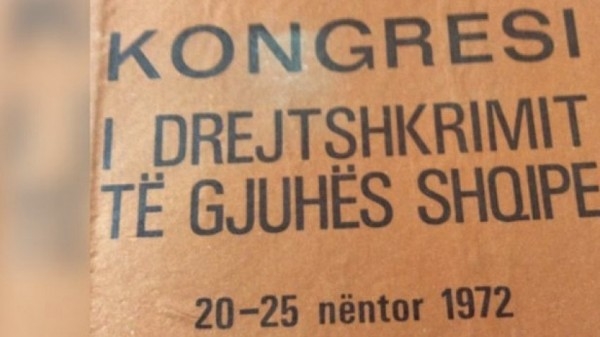 KONGRESI
I DREJTSHKRIMIT
TË GJUHËS SHQIPE
20-25 nëntor 1972